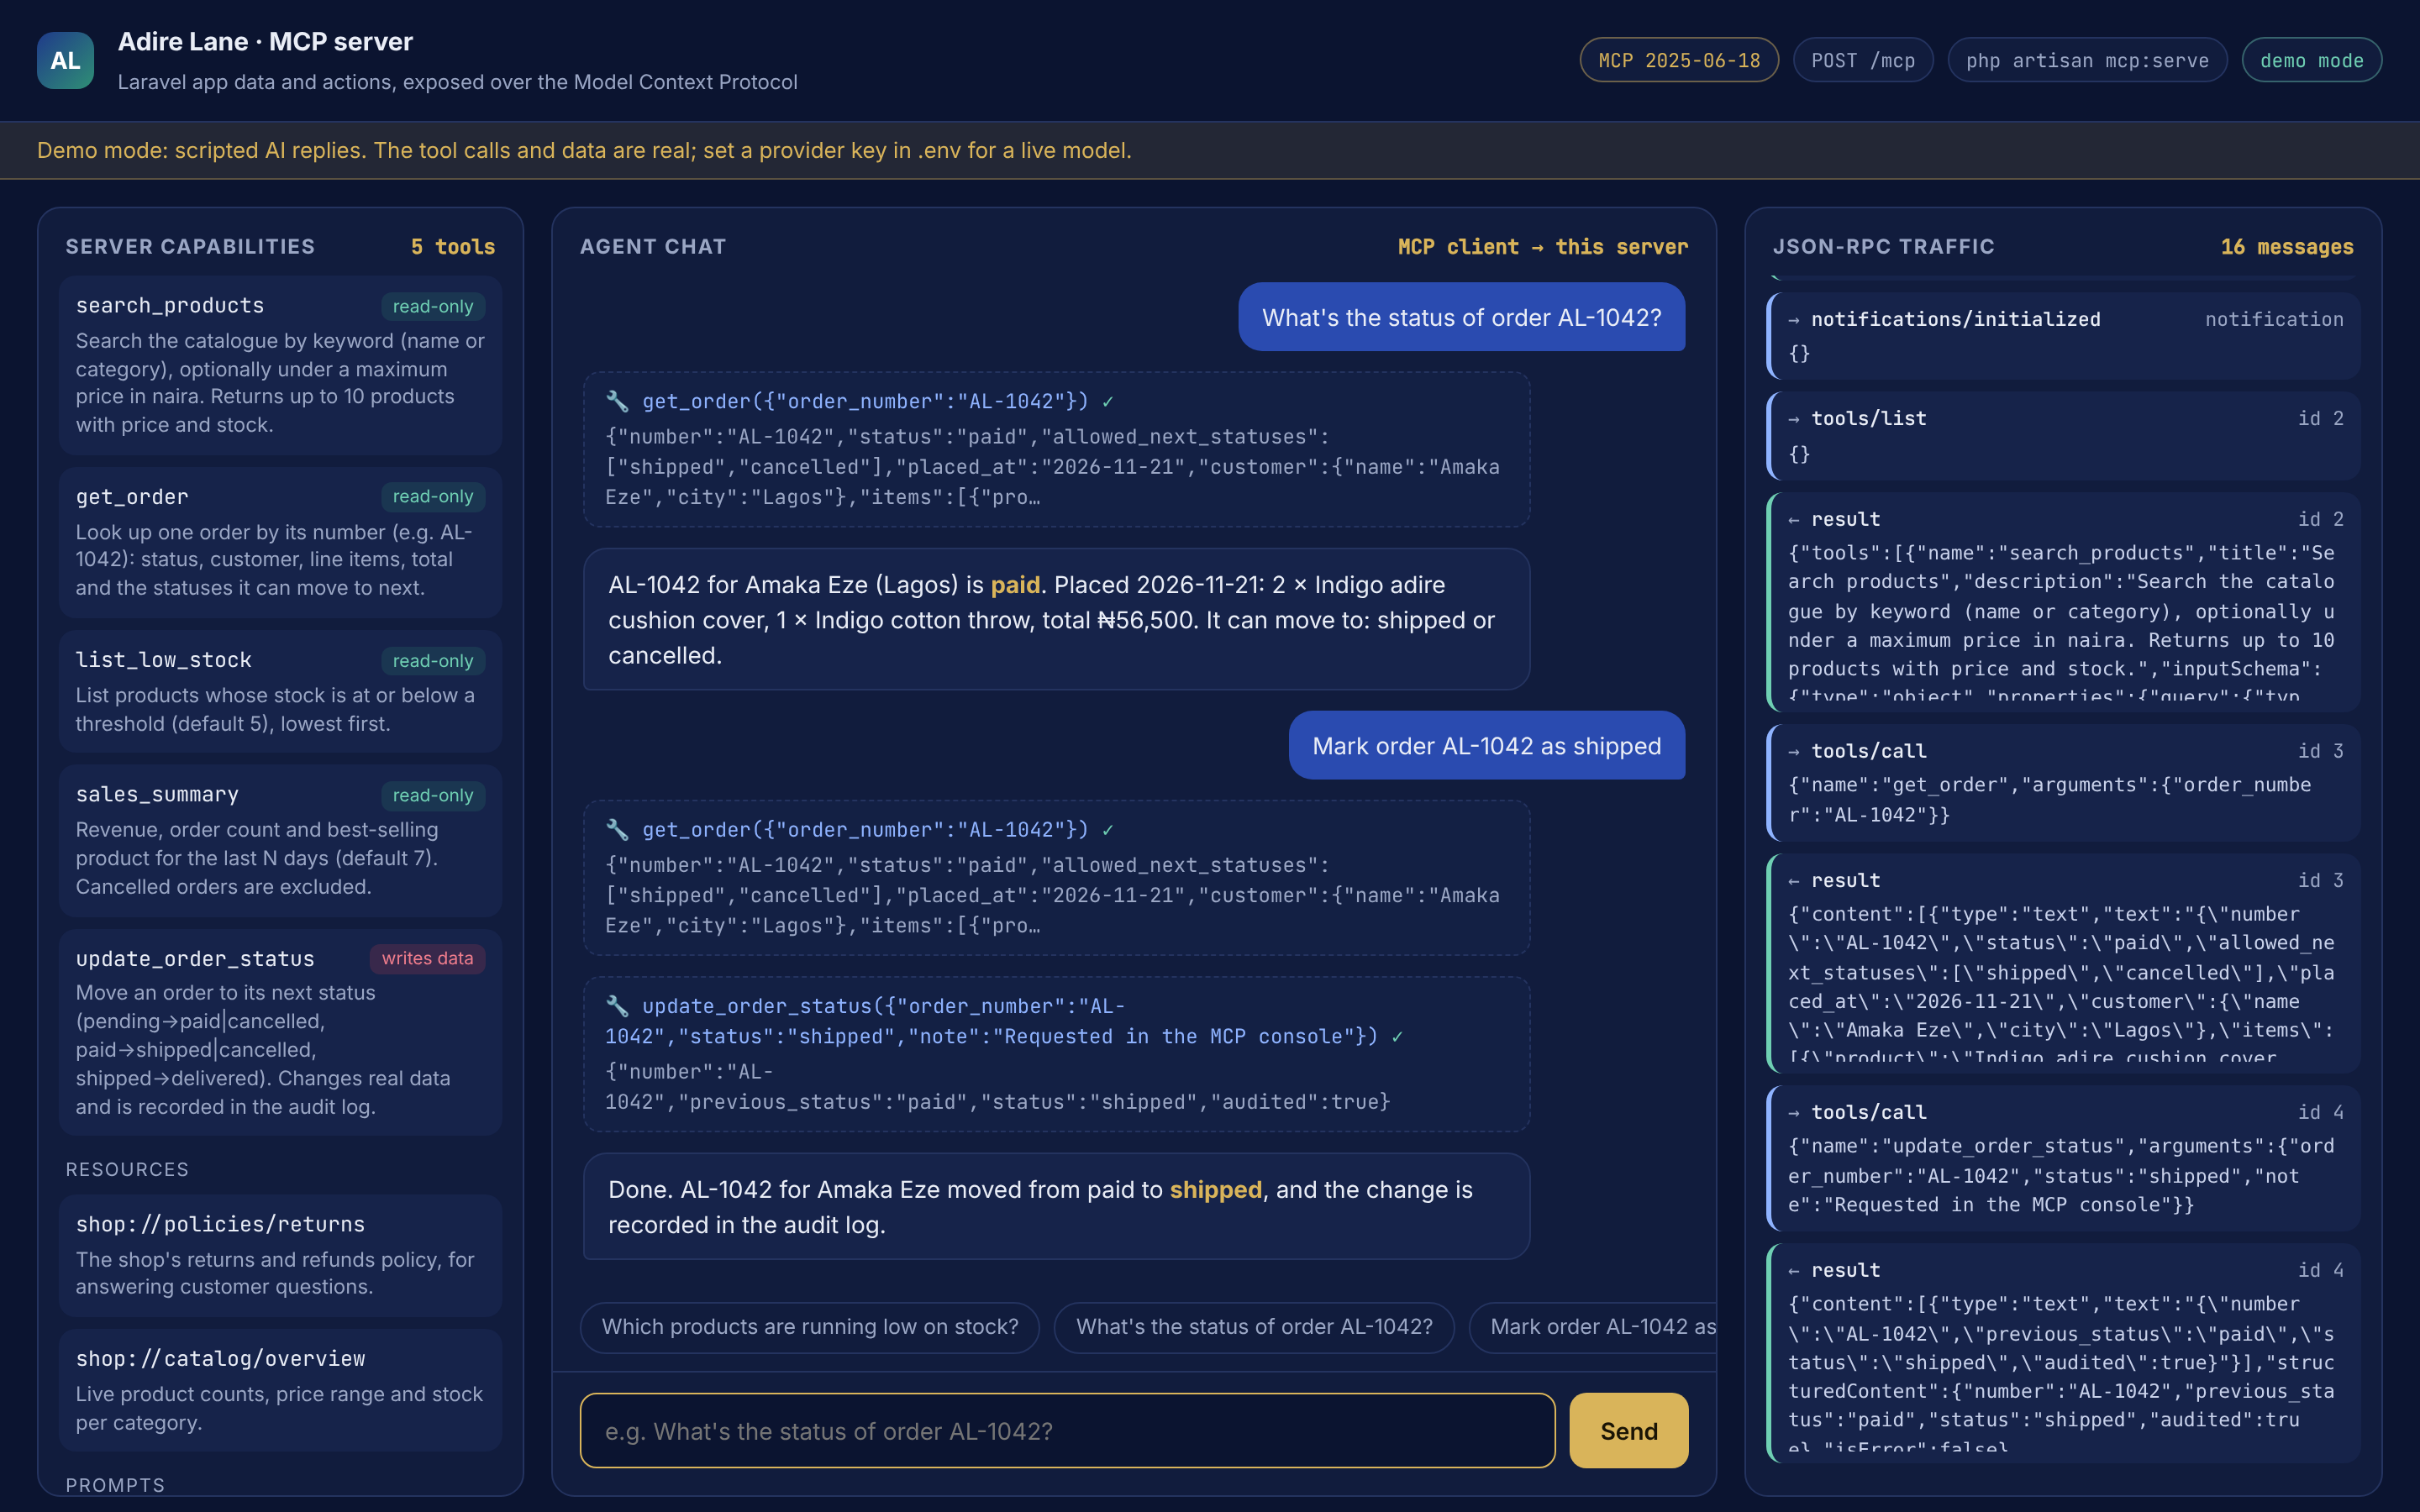 AL
Adire Lane · MCP server
Laravel app data and actions, exposed over the Model Context Protocol
MCP 2025-06-18
POST /mcp
php artisan mcp:serve
demo mode
Demo mode: scripted AI replies. The tool calls and data are real; set a provider key in .env for a live model.
SERVER CAPABILITIES
5 tools
search_products
read-only
Search the catalogue by keyword (name or
category), optionally under a maximum
price in naira. Returns up to 10 products
with price and stock.
get_order
read-only
Look up one order by its number (e.g. AL-
1042): status, customer, line items, total
and the statuses it can move to next.
list_low_stock
read-only
List products whose stock is at or below a
threshold (default 5), lowest first.
sales_summary
read-only
Revenue, order count and best-selling
product for the last N days (default 7).
Cancelled orders are excluded.
update_order_status
writes data
Move an order to its next status
(pending→paid|cancelled,
paid→shipped|cancelled,
shipped→delivered). Changes real data
and is recorded in the audit log.
RESOURCES
shop://policies/returns
The shop's returns and refunds policy, for
answering customer questions.
shop://catalog/overview
Live product counts, price range and stock
per category.
PROMPTS
AGENT CHAT
MCP client → this server
What's the status of order AL-1042?
🔧 get_order({"order_number":"AL-1042"}) ✓
{"number":"AL-1042","status":"paid","allowed_next_statuses":
["shipped","cancelled"],"placed_at":"2026-11-21","customer":{"name":"Amaka
Eze","city":"Lagos"},"items":[{"pro…
AL-1042 for Amaka Eze (Lagos) is paid. Placed 2026-11-21: 2 × Indigo adire
cushion cover, 1 × Indigo cotton throw, total ₦56,500. It can move to: shipped or
cancelled.
Mark order AL-1042 as shipped
🔧 get_order({"order_number":"AL-1042"}) ✓
{"number":"AL-1042","status":"paid","allowed_next_statuses":
["shipped","cancelled"],"placed_at":"2026-11-21","customer":{"name":"Amaka
Eze","city":"Lagos"},"items":[{"pro…
🔧 update_order_status({"order_number":"AL-
1042","status":"shipped","note":"Requested in the MCP console"}) ✓
{"number":"AL-
1042","previous_status":"paid","status":"shipped","audited":true}
Done. AL-1042 for Amaka Eze moved from paid to shipped, and the change is
recorded in the audit log.
Which products are running low on stock?
What's the status of order AL-1042?
Mark order AL-1042 as
e.g. What's the status of order AL-1042?
Send
JSON-RPC TRAFFIC
16 messages
→ notifications/initialized
notification
{}
→ tools/list
id 2
{}
← result
id 2
{"tools":[{"name":"search_products","title":"Se
arch products","description":"Search the catalo
gue by keyword (name or category), optionally u
nder a maximum price in naira. Returns up to 10
products with price and stock.","inputSchema":
{"type":"object","properties":{"query":{"typ
→ tools/call
id 3
{"name":"get_order","arguments":{"order_numbe
r":"AL-1042"}}
← result
id 3
{"content":[{"type":"text","text":"{\"number
\":\"AL-1042\",\"status\":\"paid\",\"allowed_ne
xt_statuses\":[\"shipped\",\"cancelled\"],\"pla
ced_at\":\"2026-11-21\",\"customer\":{\"name
\":\"Amaka Eze\",\"city\":\"Lagos\"},\"items\":
[{\"product\":\"Indigo adire cushion cover
→ tools/call
id 4
{"name":"update_order_status","arguments":{"ord
er_number":"AL-1042","status":"shipped","not
e":"Requested in the MCP console"}}
← result
id 4
{"content":[{"type":"text","text":"{\"number
\":\"AL-1042\",\"previous_status\":\"paid\",\"s
tatus\":\"shipped\",\"audited\":true}"}],"struc
turedContent":{"number":"AL-1042","previous_sta
tus":"paid","status":"shipped","audited":tru
e},"isError":false}